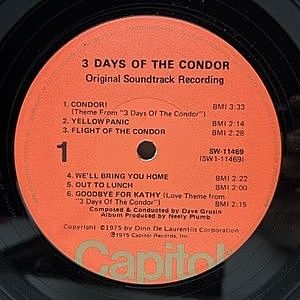 3 DAYS OF THE CONDOR
Original Soundtrack Recording
1. CONDOR! BMI 3:33
(Theme From "3 Days Of The Condor")
2. YELLOW PANIC BMI 2:14
3. FLIGHT OF THE CONDOR BMI 2:28
1
SW-11469
(SW1-11469)
4. WE'LL BRING YOU HOME BMI 2:22
5. OUT TO LUNCH BMI 2:00
6. GOODBYE FOR KATHY (Love Theme from
"3 Days Of The Condor") BMI 2:15
Composed & Conducted by Dave Grusin
Album Produced by Neely Plumb
Copyright ©1975 by Dino De Laurentiis Corporation
℗1975 Capitol Records, Inc.
Capitol